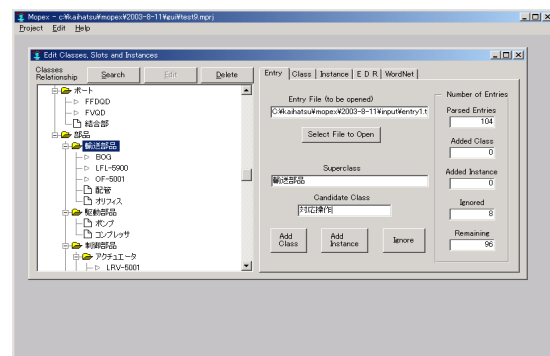 Mopex - c:¥kaihatsu¥mopex¥2003-8-11¥gui¥test9.mprj
Project Edit Help
Edit Classes, Slots and Instances
Classes Relationship
Search
Edit
Delete
ポート
FFDQD
FVQD
結合部
部品
輸送部品
BOG
LFL-5900
OF-5001
配管
オリフィス
駆動部品
ポンプ
コンプレッサ
制御部品
アクチュエータ
LRV-5001
Entry Class Instance E D R WordNet
Entry File (to be opened)
C:¥kaihatsu¥mopex¥2003-8-11¥input¥entry1.t
Select File to Open
Superclass
輸送部品
Candidate Class
対応操作
Add Class
Add Instance
Ignore
Number of Entries
Parsed Entries
104
Added Class
0
Added Instance
0
Ignored
8
Remaining
96